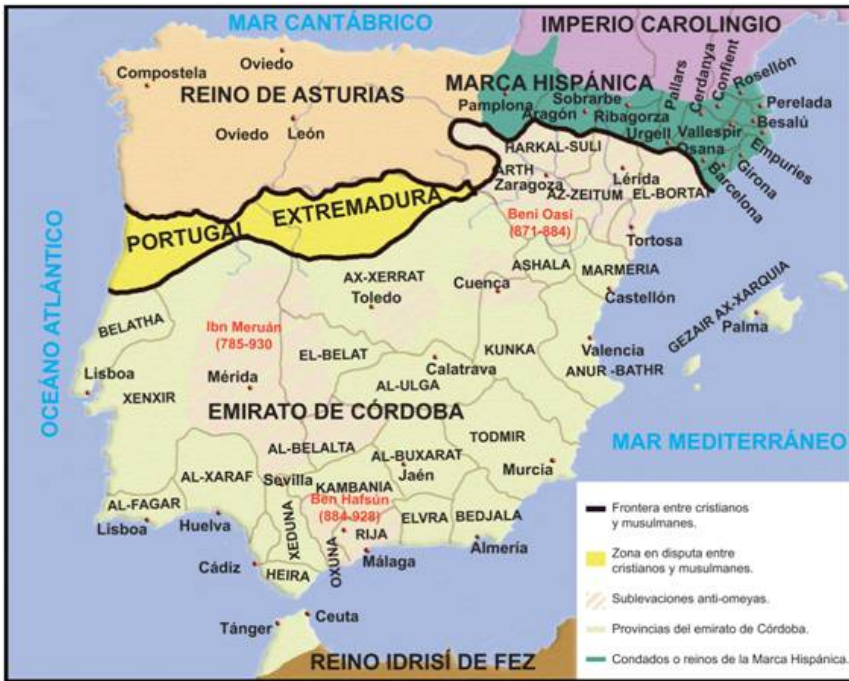 MAR CANTÁBRICO
IMPERIO CAROLINGIO
Oviedo
Compostela
REINO DE ASTURIAS
MARCA HISPÁNICA
Pallars
Cerdanya
Conflent
Rosellón
Pamplona
Sobrarbe
Aragón
Ribagorza
Perelada
Besalú
Oviedo
León
Urgell
Vallespir
Osana
Empuries
Girona
Barcelona
HARKAL-SULI
ARTH
Zaragoza
Lérida
AZ-ZEITUM
EL-BORTAT
EXTREMADURA
PORTUGAL
Beni Oasi
(871-884)
Tortosa
OCEÁNO ATLÁNTICO
AX-XERRAT
Toledo
Cuença
ASHALA
MARMERIA
Castellón
GEZAIR AX-XARQUIA
Palma
BELATHA
Ibn Meruán
(785-930
EL-BELAT
KUNKA
Valencia
Calatrava
ANUR -BATHR
Lisboa
XENXIR
Mérida
AL-ULGA
EMIRATO DE CÓRDOBA
MAR MEDITERRÁNEO
TODMIR
AL-BELALTA
AL-BUXARAT
Jaén
Murcia
AL-XARAF
Sevilla
KAMBANIA
Ben Hafsún
(884-928)
AL-FAGAR
Lisboa
Huelva
XEDUNA
OXUNA
RIJA
ELVRA
BEDJALA
Almería
Málaga
Cádiz
HEIRA
Tánger
Ceuta
REINO IDRISÍ DE FEZ
Frontera entre cristianos
y musulmanes.
Zona en disputa entre
cristianos y musulmanes.
Sublevaciones anti-omeyas.
Provincias del emirato de Córdoba.
Condados o reinos de la Marca Hispánica.